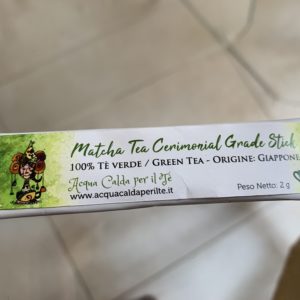 Matcha Tea Cerimonial Grade Stick
100% TÈ VERDE / GREEN TEA - ORIGINE: GIAPPONE
Acqua Calda per il Tè
www.acquacaldaperilte.it
Peso Netto: 2 g